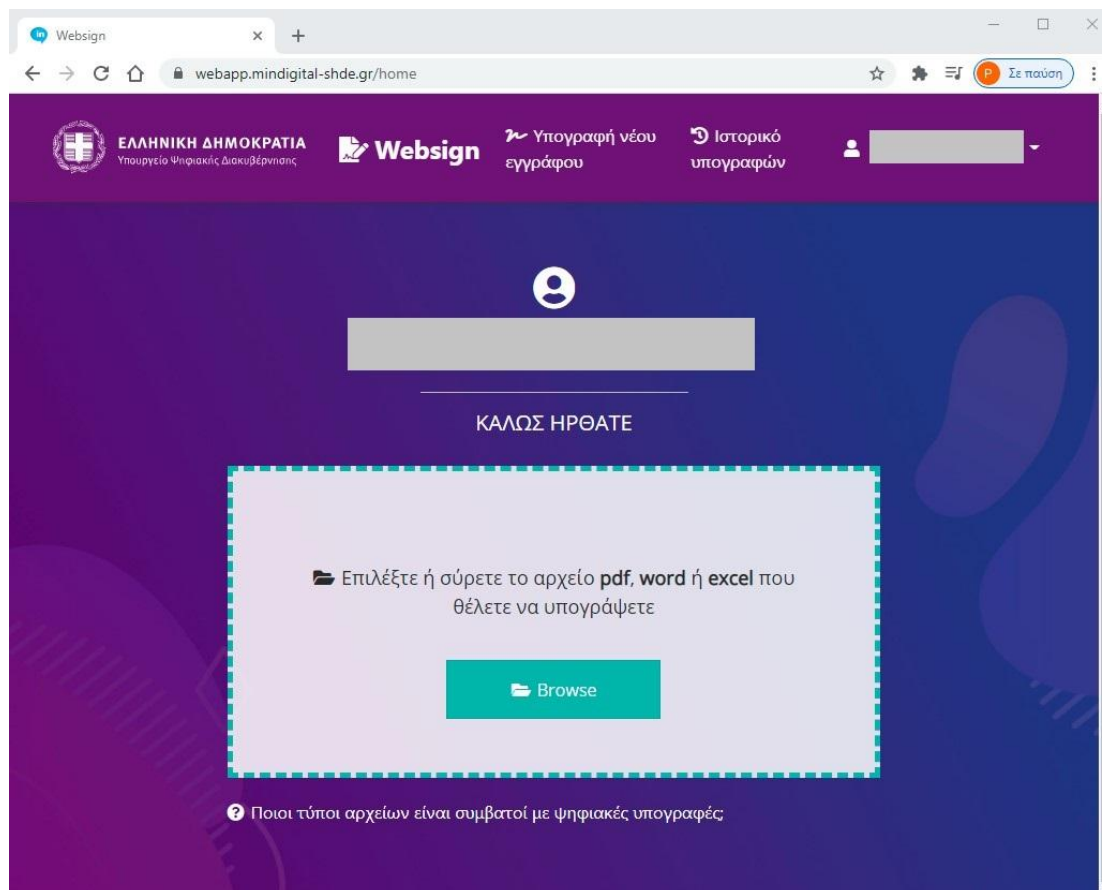 Websign
webapp.mindigital-shde.gr/home
Σε παύση
ΕΛΛΗΝΙΚΗ ΔΗΜΟΚΡΑΤΙΑ
Υπουργείο Ψηφιακής Διακυβέρνησης
Websign
Υπογραφή νέου
εγγράφου
Ιστορικό
υπογραφών
ΚΑΛΩΣ ΗΡΘΑΤΕ
Επιλέξτε ή σύρετε το αρχείο pdf, word ή excel που
θέλετε να υπογράψετε
Browse
Ποιοι τύποι αρχείων είναι συμβατοί με ψηφιακές υπογραφές;